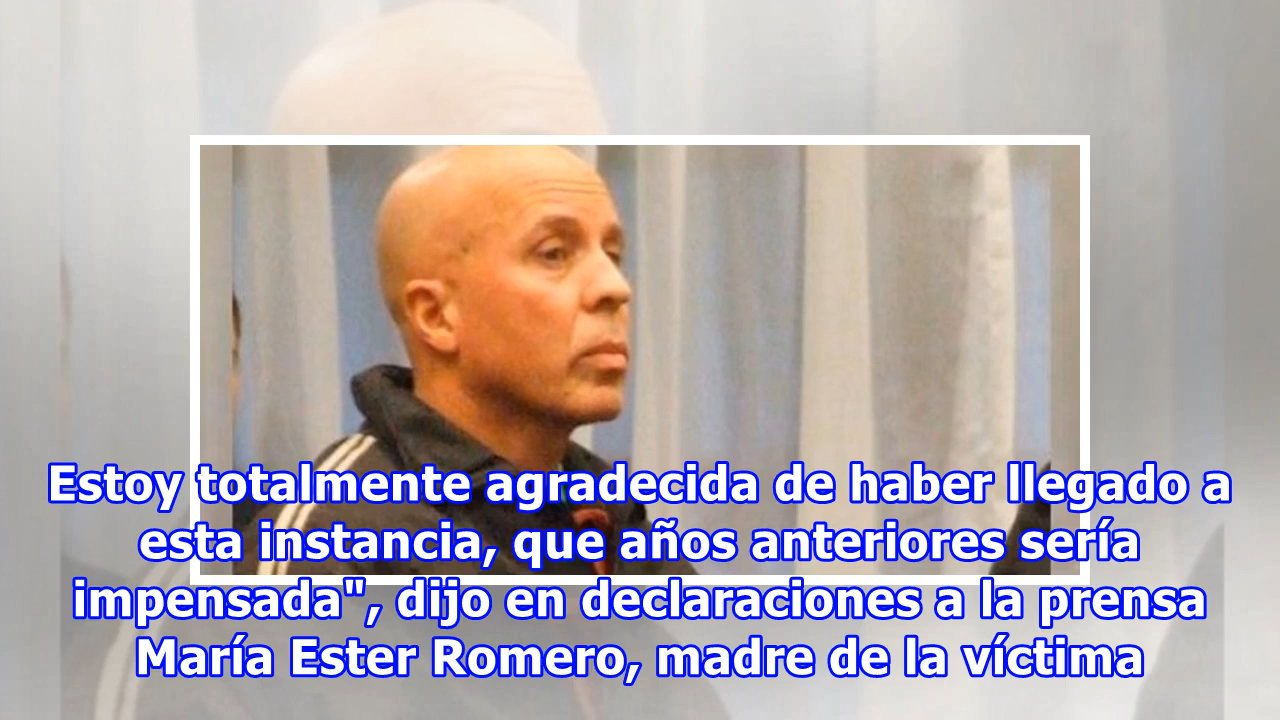 Estoy totalmente agradecida de haber llegado a
esta instancia, que años anteriores sería
impensada", dijo en declaraciones a la prensa
María Ester Romero, madre de la víctima